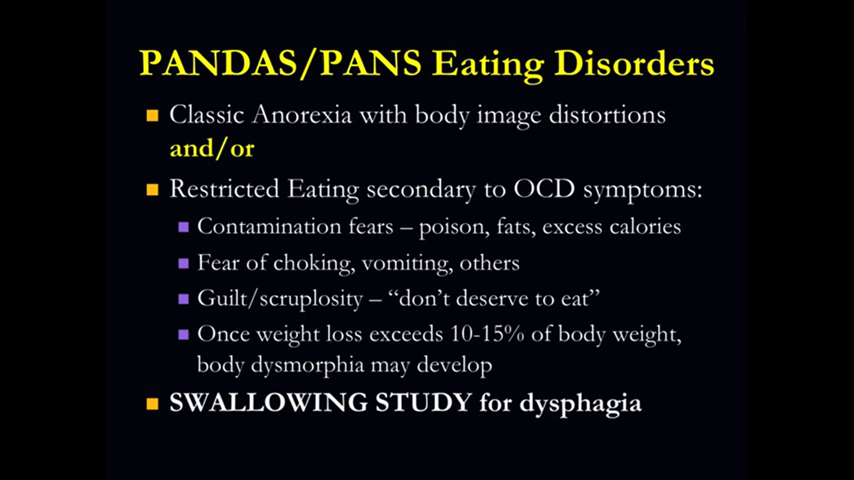 PANDAS/PANS Eating Disorders
Classic Anorexia with body image distortions
and/or
Restricted Eating secondary to OCD symptoms:
Contamination fears – poison, fats, excess calories
Fear of choking, vomiting, others
Guilt/scruplosity – “don’t deserve to eat”
Once weight loss exceeds 10-15% of body weight,
body dysmorphia may develop
SWALLOWING STUDY for dysphagia